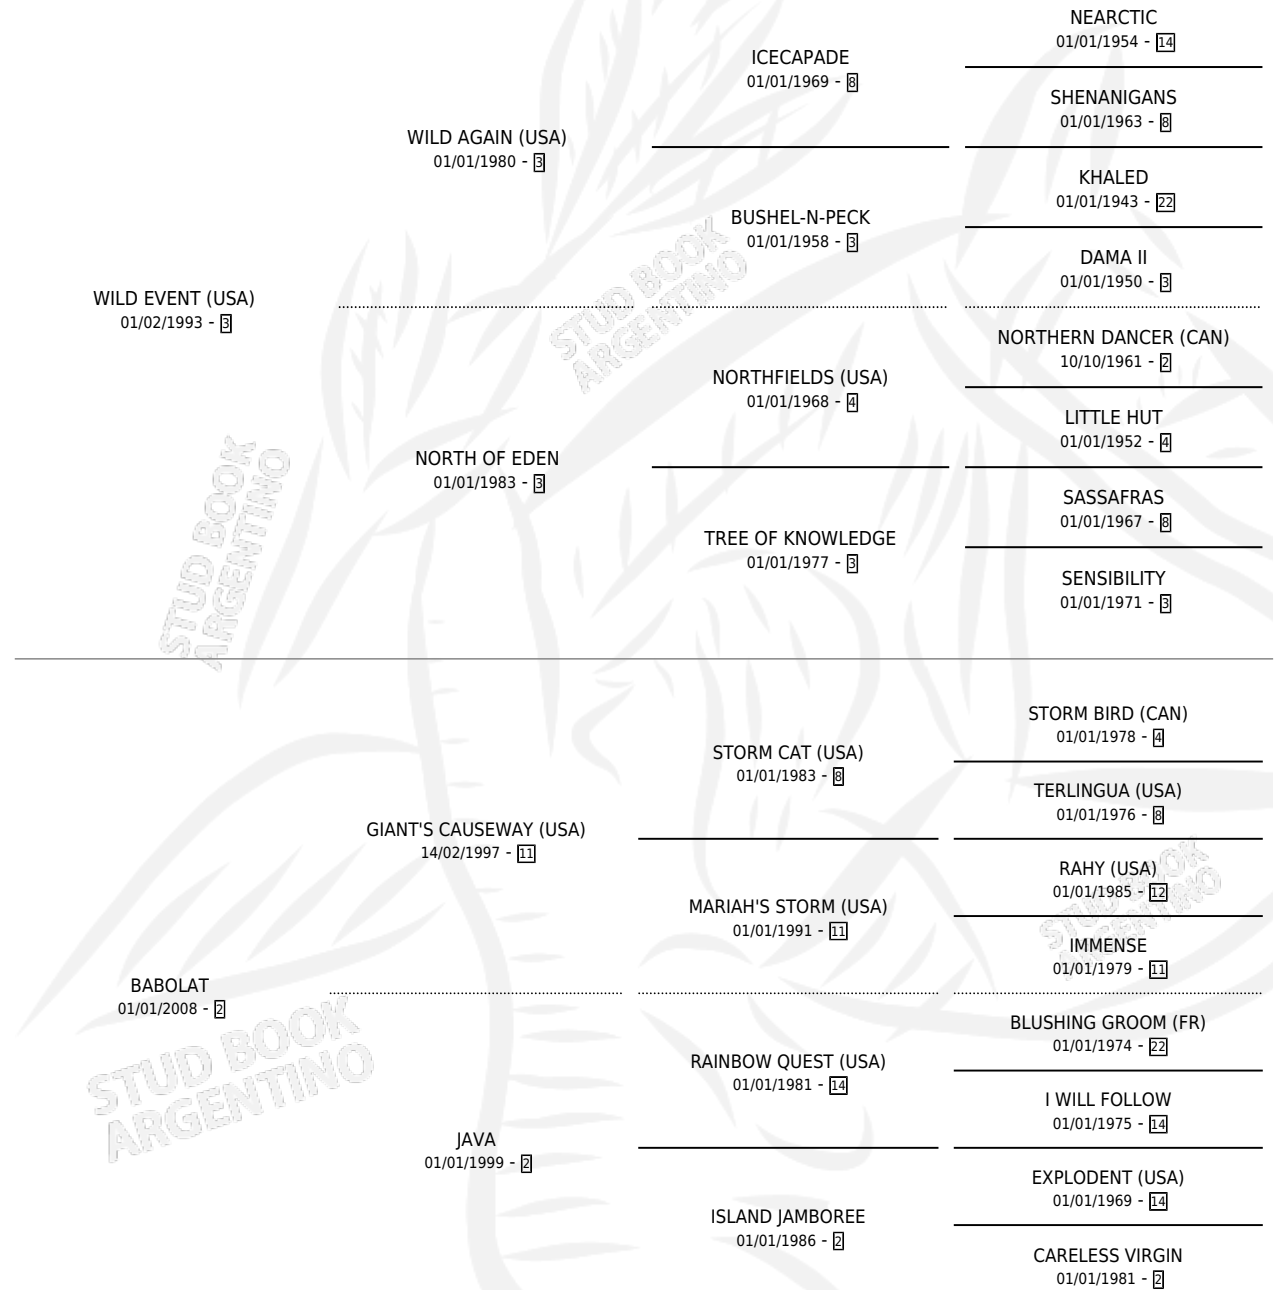 NEARCTIC
01/01/1954 - 14
ICECAPADE
01/01/1969 - 8
SHENANIGANS
01/01/1963 - 8
WILD AGAIN (USA)
01/01/1980 - 3
KHALED
01/01/1943 - 22
BUSHEL-N-PECK
01/01/1958 - 3
DAMA II
01/01/1950 - 3
WILD EVENT (USA)
01/02/1993 - 3
NORTHERN DANCER (CAN)
10/10/1961 - 2
NORTHFIELDS (USA)
01/01/1968 - 4
LITTLE HUT
01/01/1952 - 4
NORTH OF EDEN
01/01/1983 - 3
SASSAFRAS
01/01/1967 - 8
TREE OF KNOWLEDGE
01/01/1977 - 3
SENSIBILITY
01/01/1971 - 3
STORM BIRD (CAN)
01/01/1978 - 4
STORM CAT (USA)
01/01/1983 - 8
TERLINGUA (USA)
01/01/1976 - 8
GIANT'S CAUSEWAY (USA)
14/02/1997 - 11
RAHY (USA)
01/01/1985 - 12
MARIAH'S STORM (USA)
01/01/1991 - 11
IMMENSE
01/01/1979 - 11
BABOLAT
01/01/2008 - 2
BLUSHING GROOM (FR)
01/01/1974 - 22
RAINBOW QUEST (USA)
01/01/1981 - 14
I WILL FOLLOW
01/01/1975 - 14
JAVA
01/01/1999 - 2
EXPLODENT (USA)
01/01/1969 - 14
ISLAND JAMBOREE
01/01/1986 - 2
CARELESS VIRGIN
01/01/1981 - 2
STUD BOOK
ARGENTINO
STUD BOOK
ARGENTINO
STUD BOOK
ARGENTINO
STUD BOOK
ARGENTINO